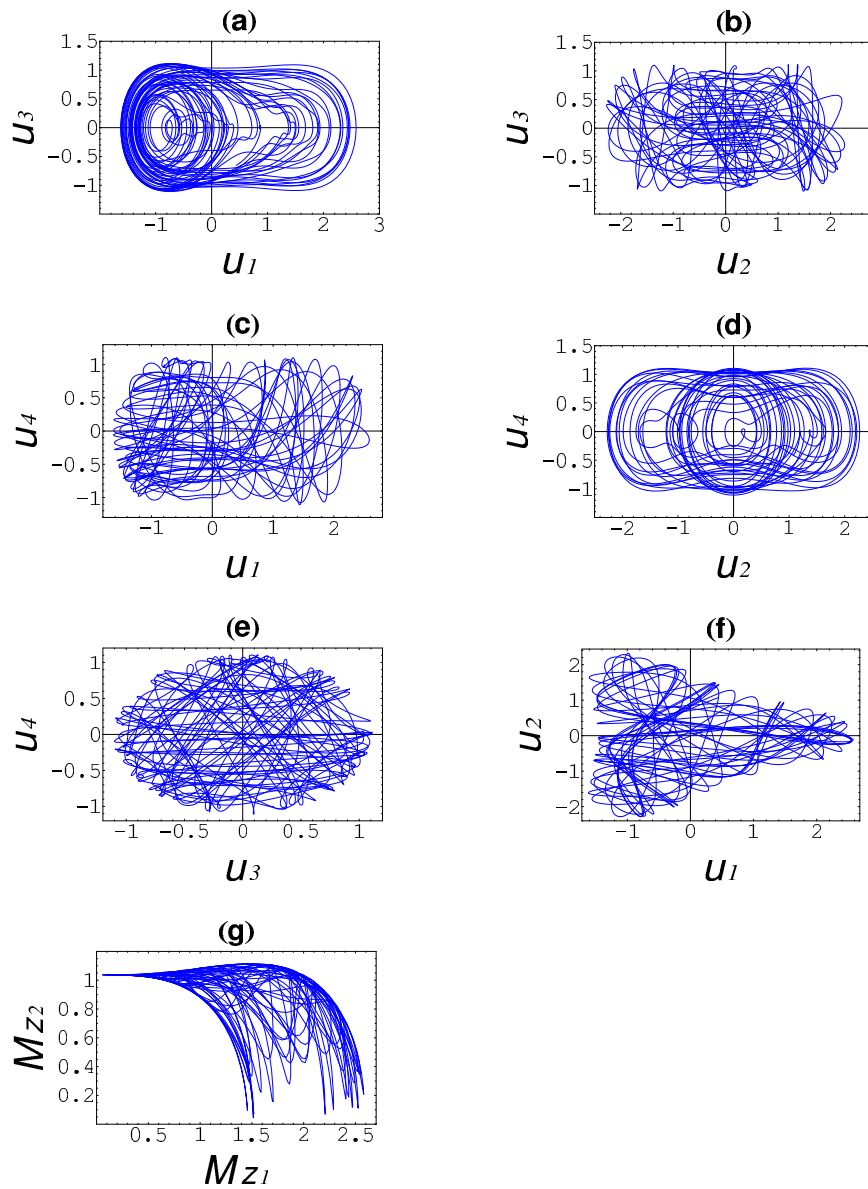 (a)
1.5
1
0.5
0
−0.5
−1
−1 0 1 2 3
u3
u1
(b)
1.5
1
0.5
0
−0.5
−1
−2 −1 0 1 2
u3
u2
(c)
1
0.5
0
−0.5
−1
−1 0 1 2
u4
u1
(d)
1.5
1
0.5
0
−0.5
−1
−2 −1 0 1 2
u4
u2
(e)
1
0.5
0
−0.5
−1
−1 −0.5 0 0.5 1
u4
u3
(f)
2
1
0
−1
−2
−1 0 1 2
u2
u1
(g)
1
0.8
0.6
0.4
0.2
0.5 1 1.5 2 2.5
Mz2
Mz1